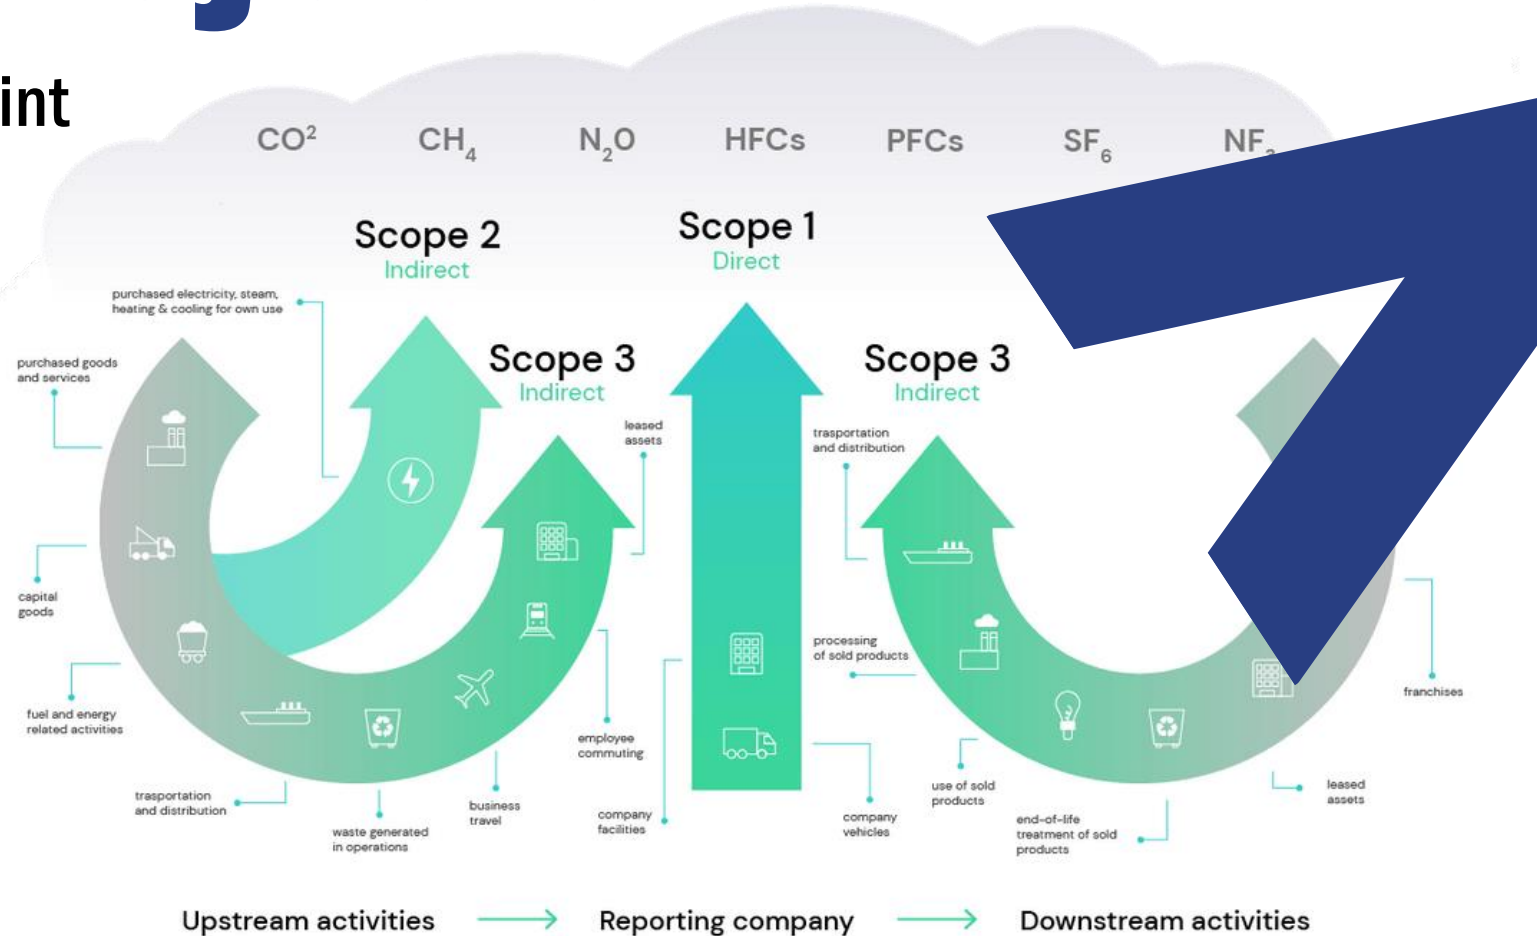 int
CO²
CH₄
N₂O
HFCs
PFCs
SF₆
Scope 2
Indirect
Scope 1
Direct
purchased electricity, steam,
heating & cooling for own use
Scope 3
Indirect
Scope 3
Indirect
purchased goods
and services
leased
assets
trasportation
and distribution
capital
goods
processing
of sold products
franchises
fuel and energy
related activities
employee
commuting
use of sold
products
leased
assets
trasportation
and distribution
business
travel
company
facilities
company
vehicles
waste generated
in operations
end-of-life
treatment of sold
products
Upstream activities
Reporting company
Downstream activities